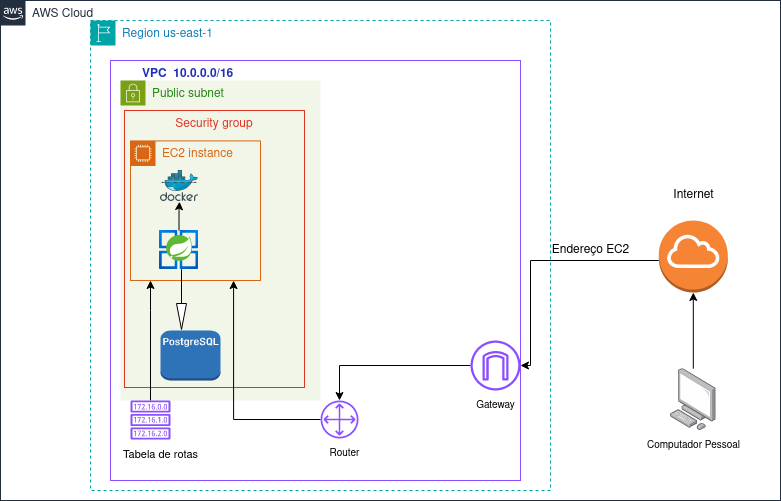 aws
AWS Cloud
Region us-east-1
VPC 10.0.0.0/16
Public subnet
Security group
EC2 instance
docker
PostgreSQL
172.16.0.0
172.16.1.0
172.16.2.0
Tabela de rotas
Router
Gateway
Endereço EC2
Internet
Computador Pessoal